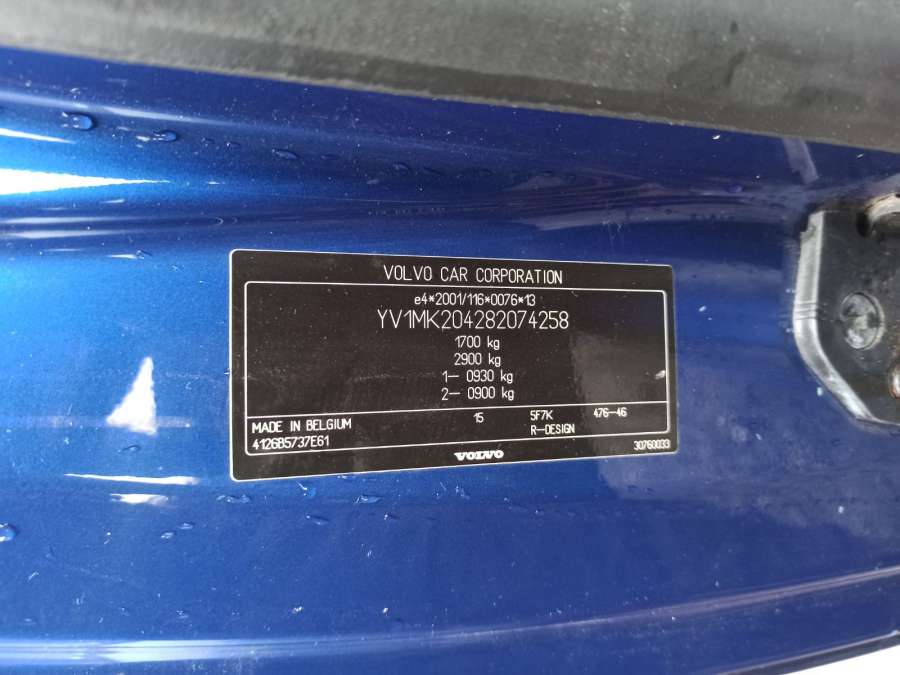 VOLVO CAR CORPORATION
e4*2001/116*0076*13
YV1MK204282074258
1700 kg
2900 kg
1- 0930 kg
2- 0900 kg
MADE IN BELGIUM 15 5F7K 476-46
4126B5737E61 R-DESIGN 30760033
VOLVO